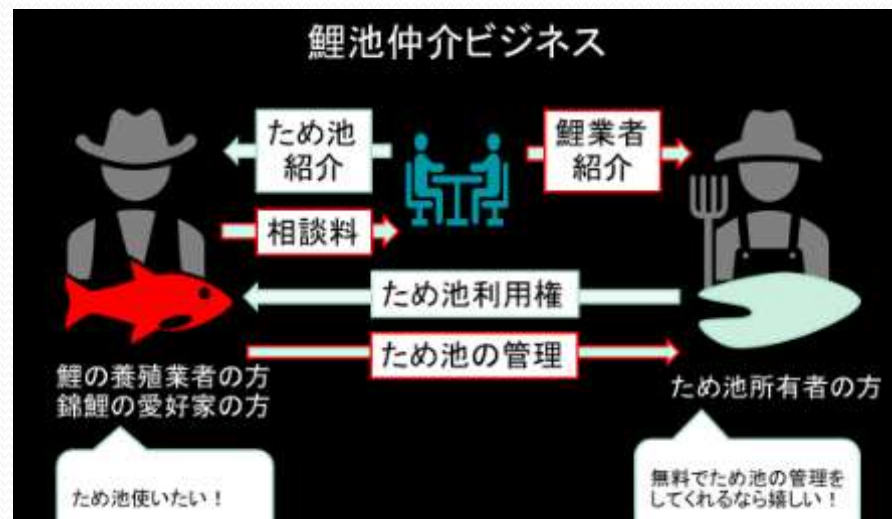 鯉池仲介ビジネス
ため池
紹介
鯉業者
紹介
相談料
ため池利用権
ため池の管理
鯉の養殖業者の方
錦鯉の愛好家の方
ため池所有者の方
ため池使いたい！
無料でため池の管理を
してくれるなら嬉しい！